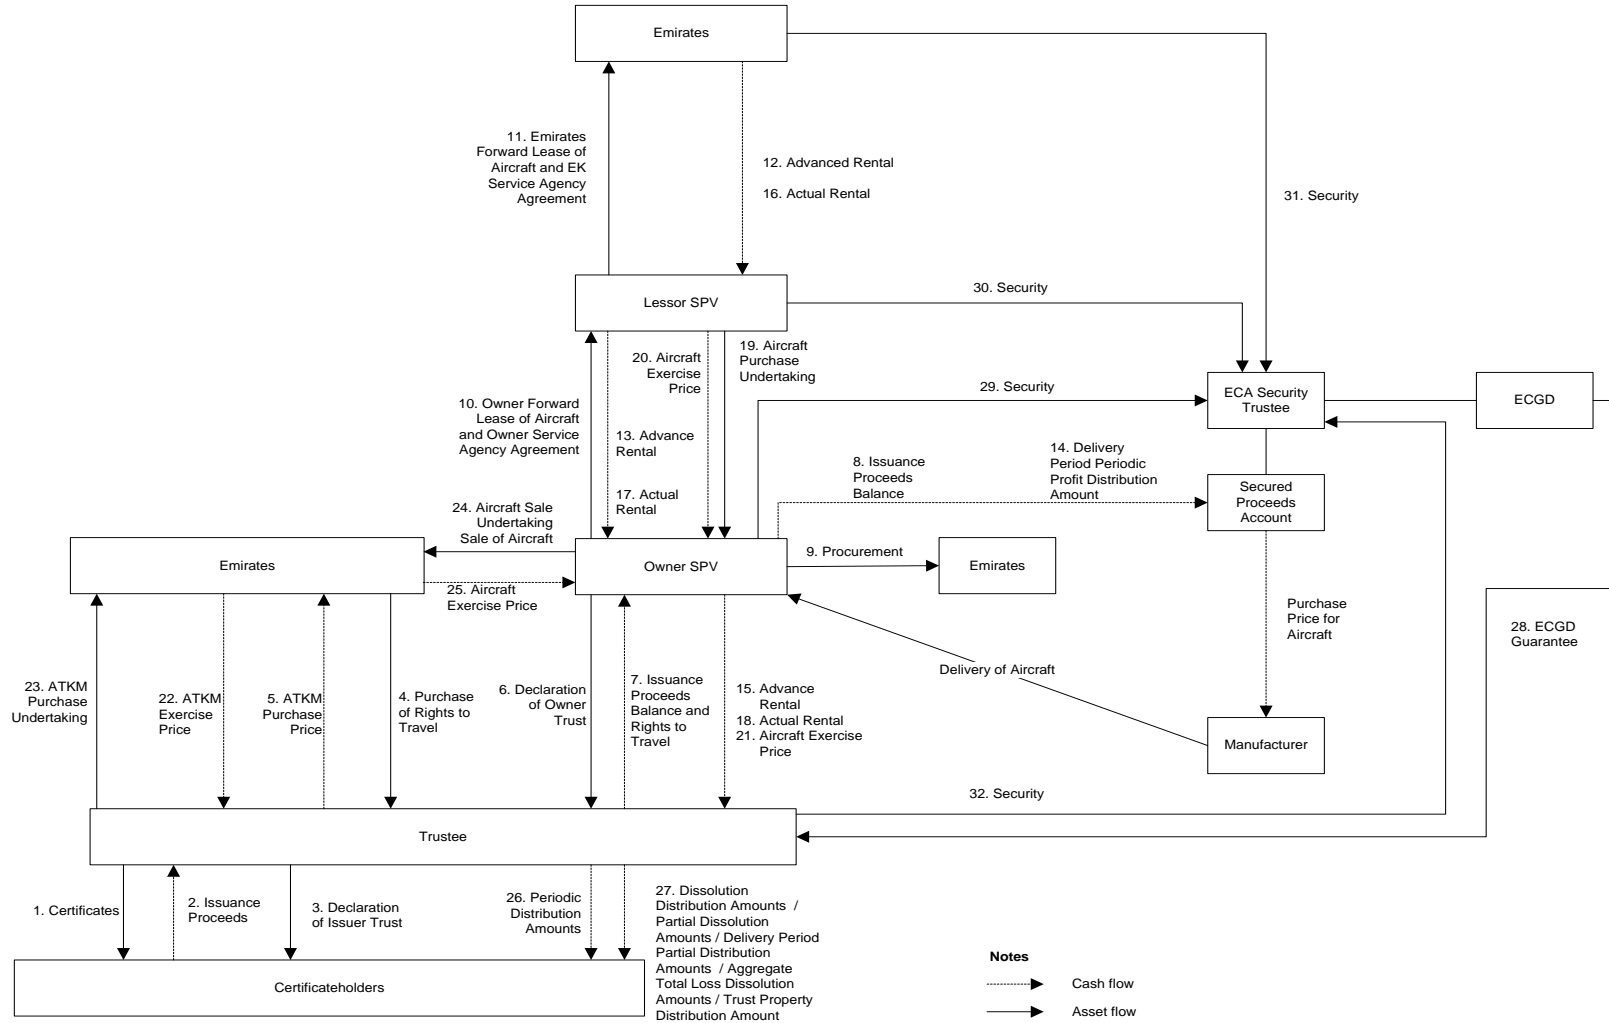 Emirates
11. Emirates
Forward Lease of
Aircraft and EK
Service Agency
Agreement
12. Advanced Rental
16. Actual Rental
31. Security
Lessor SPV
30. Security
20. Aircraft
Exercise
Price
19. Aircraft
Purchase
Undertaking
29. Security
ECA Security
Trustee
ECGD
10. Owner Forward
Lease of Aircraft
and Owner Service
Agency Agreement
13. Advance
Rental
17. Actual
Rental
8. Issuance
Proceeds
Balance
14. Delivery
Period Periodic
Profit Distribution
Amount
Secured
Proceeds
Account
24. Aircraft Sale
Undertaking
Sale of Aircraft
Emirates
25. Aircraft
Exercise Price
Owner SPV
9. Procurement
Emirates
Purchase
Price for
Aircraft
28. ECGD
Guarantee
Delivery of Aircraft
23. ATKM
Purchase
Undertaking
22. ATKM
Exercise
Price
5. ATKM
Purchase
Price
4. Purchase
of Rights to
Travel
6. Declaration
of Owner
Trust
7. Issuance
Proceeds
Balance and
Rights to
Travel
15. Advance
Rental
18. Actual Rental
21. Aircraft Exercise
Price
Manufacturer
32. Security
Trustee
1. Certificates
2. Issuance
Proceeds
3. Declaration
of Issuer Trust
26. Periodic
Distribution
Amounts
27. Dissolution
Distribution Amounts /
Partial Dissolution
Amounts / Delivery Period
Partial Distribution
Amounts / Aggregate
Total Loss Dissolution
Amounts / Trust Property
Distribution Amount
Certificateholders
Notes
Cash flow
Asset flow